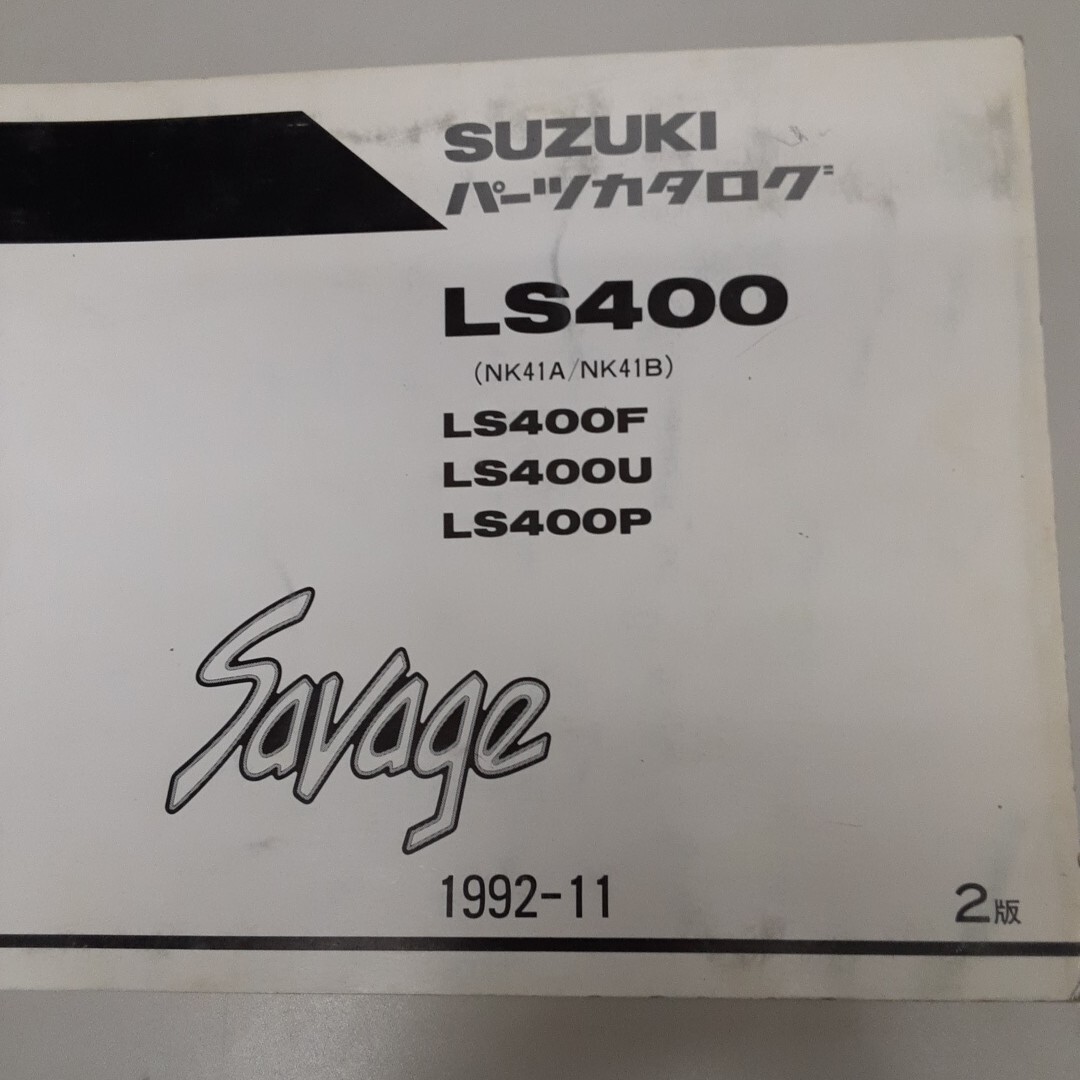 SUZUKI
パーツカタログ
LS400
(NK41A/NK41B)
LS400F
LS400U
LS400P
Savage
1992-11
2版